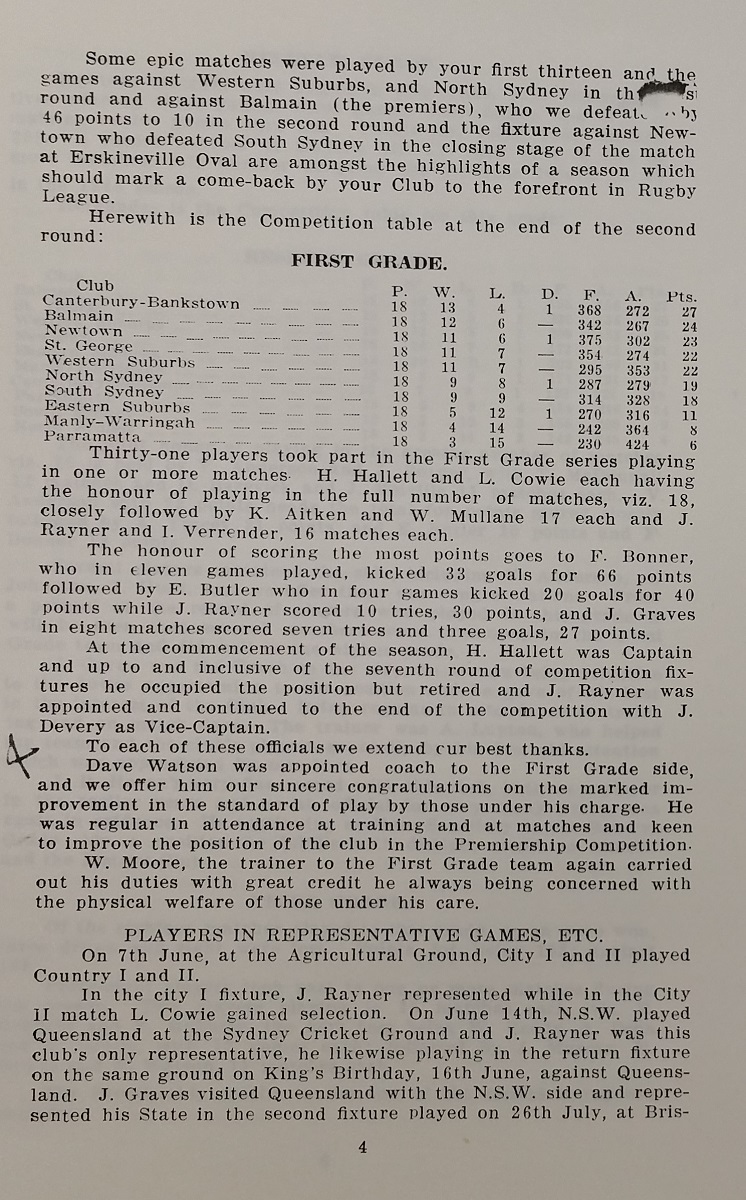 Some epic matches were played by your first thirteen and the
games against Western Suburbs, and North Sydney in
round and against Balmain (the premiers), who we by
46 points to 10 in the second round and the fixture against New-
town who defeated South Sydney in the closing stage of the match
at Erskineville Oval are amongst the highlights of a season which
should mark a come-back by your Club to the forefront in Rugby
League.
Herewith is the Competition table at the end of the second
round:
FIRST GRADE.
Club P. W. L. D. F. A. Pts.
Canterbury-Bankstown 18 13 4 1 368 272 27
Balmain 18 12 6 — 342 267 24
Newtown 18 11 6 1 375 302 23
St. George 18 11 7 — 354 274 22
Western Suburbs 18 11 7 — 295 353 22
North Sydney 18 9 8 1 287 279 19
South Sydney 18 9 9 — 314 328 18
Eastern Suburbs 18 5 12 1 270 316 11
Manly-Warringah 18 4 14 — 242 364 8
Parramatta 18 3 15 — 230 424 6
Thirty-one players took part in the First Grade series playing
in one or more matches. H. Hallett and L. Cowie each having
the honour of playing in the full number of matches, viz. 18,
closely followed by K. Aitken and W. Mullane 17 each and J.
Rayner and I. Verrender, 16 matches each.
The honour of scoring the most points goes to F. Bonner,
who in eleven games played, kicked 33 goals for 66 points
followed by E. Butler who in four games kicked 20 goals for 40
points while J. Rayner scored 10 tries, 30 points, and J. Graves
in eight matches scored seven tries and three goals, 27 points.
At the commencement of the season, H. Hallett was Captain
and up to and inclusive of the seventh round of competition fix-
tures he occupied the position but retired and J. Rayner was
appointed and continued to the end of the competition with J.
Devery as Vice-Captain.
To each of these officials we extend our best thanks.
Dave Watson was appointed coach to the First Grade side,
and we offer him our sincere congratulations on the marked im-
provement in the standard of play by those under his charge. He
was regular in attendance at training and at matches and keen
to improve the position of the club in the Premiership Competition.
W. Moore, the trainer to the First Grade team again carried
out his duties with great credit he always being concerned with
the physical welfare of those under his care.
PLAYERS IN REPRESENTATIVE GAMES, ETC.
On 7th June, at the Agricultural Ground, City I and II played
Country I and II.
In the city I fixture, J. Rayner represented while in the City
II match L. Cowie gained selection. On June 14th, N.S.W. played
Queensland at the Sydney Cricket Ground and J. Rayner was this
club's only representative, he likewise playing in the return fixture
on the same ground on King's Birthday, 16th June, against Queens-
land. J. Graves visited Queensland with the N.S.W. side and repre-
sented his State in the second fixture played on 26th July, at Bris-
4